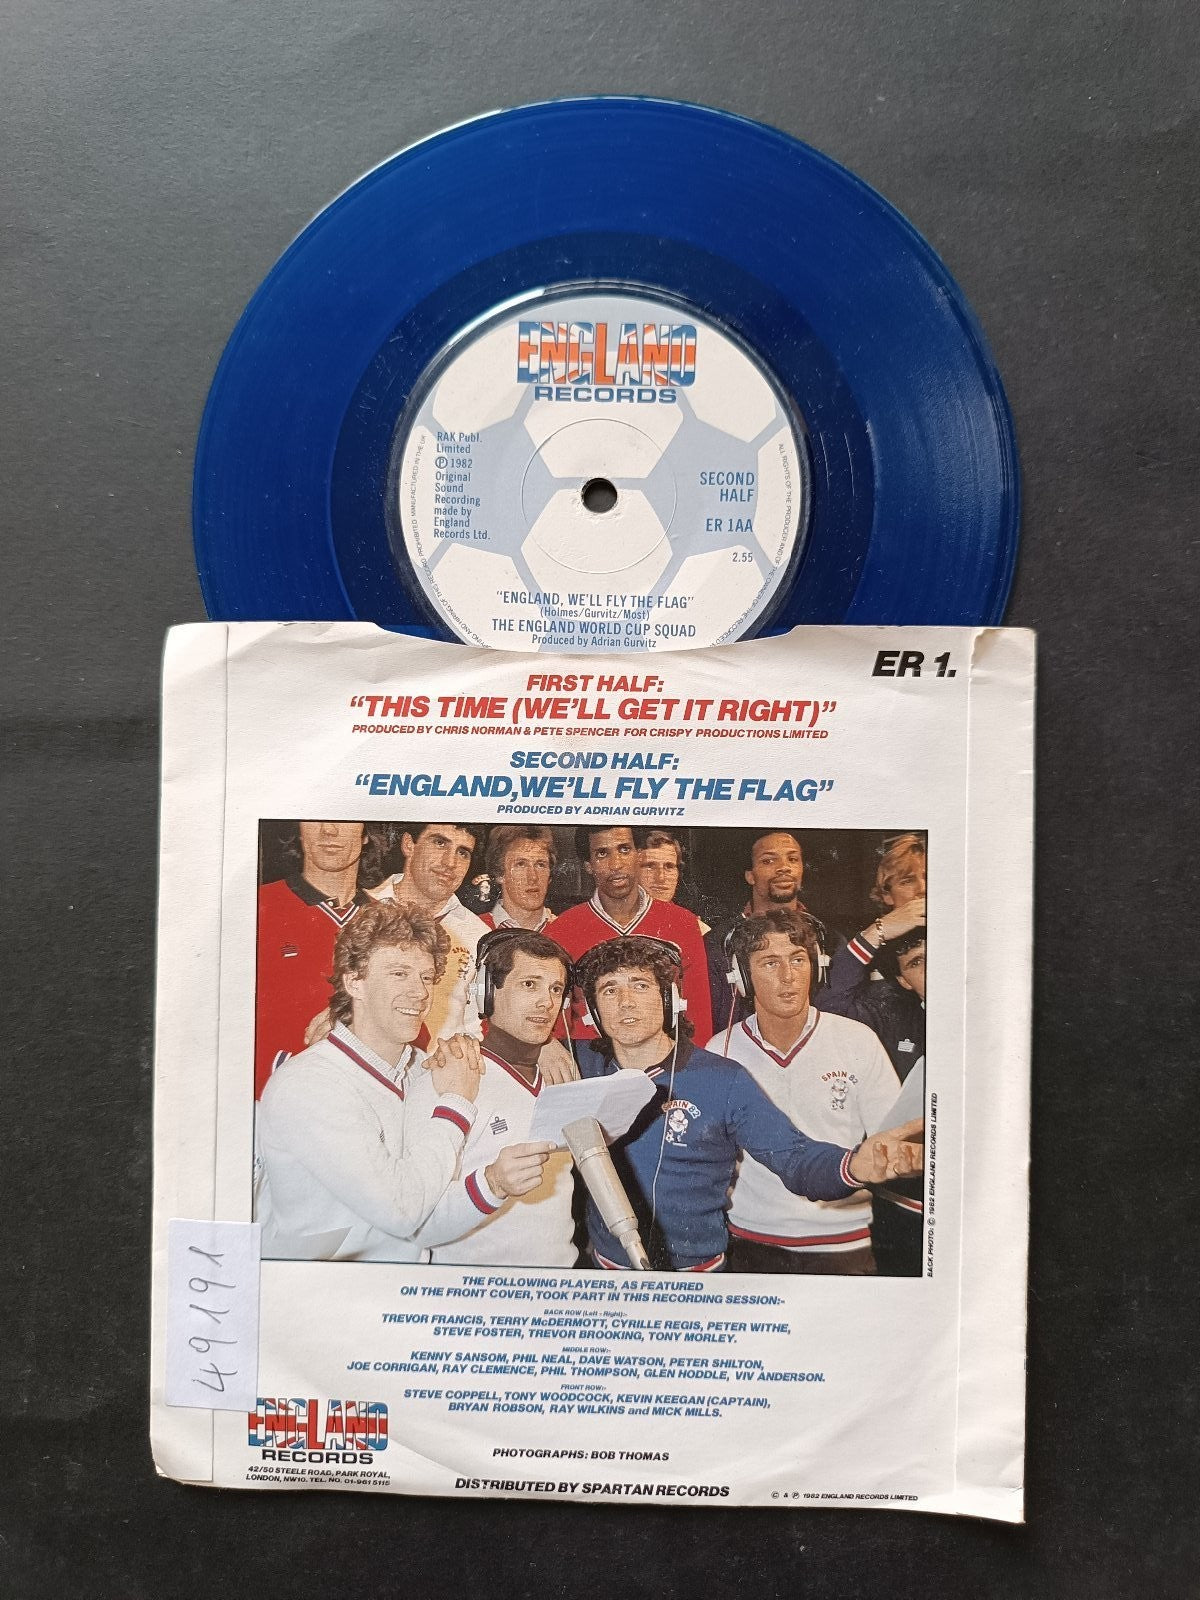 ENGLAND
RECORDS
RAK Publ.
Limited
Ⓟ 1982
Original
Sound
Recording
made by
England
Records Ltd.
SECOND
HALF
ER 1AA
2.55
"ENGLAND, WE'LL FLY THE FLAG"
(Holmes/Gurvitz/Most)
THE ENGLAND WORLD CUP SQUAD
Produced by Adrian Gurvitz
ER 1.
FIRST HALF:
"THIS TIME (WE'LL GET IT RIGHT)"
PRODUCED BY CHRIS NORMAN & PETE SPENCER FOR CRISPY PRODUCTIONS LIMITED
SECOND HALF:
"ENGLAND, WE'LL FLY THE FLAG"
PRODUCED BY ADRIAN GURVITZ
SPAIN 82
SPAIN 82
BACK PHOTO: © 1982 ENGLAND RECORDS LIMITED
THE FOLLOWING PLAYERS, AS FEATURED
ON THE FRONT COVER, TOOK PART IN THIS RECORDING SESSION:-
BACK ROW (Left - Right):-
TREVOR FRANCIS, TERRY McDERMOTT, CYRILLE REGIS, PETER WITHE,
STEVE FOSTER, TREVOR BROOKING, TONY MORLEY.
MIDDLE ROW:-
KENNY SANSOM, PHIL NEAL, DAVE WATSON, PETER SHILTON,
JOE CORRIGAN, RAY CLEMENCE, PHIL THOMPSON, GLEN HODDLE, VIV ANDERSON.
FRONT ROW:-
STEVE COPPELL, TONY WOODCOCK, KEVIN KEEGAN (CAPTAIN),
BRYAN ROBSON, RAY WILKINS and MICK MILLS.
49191
ENGLAND
RECORDS
42/50 STEELE ROAD, PARK ROYAL,
LONDON, NW10. TEL. NO. 01-961 5115
PHOTOGRAPHS: BOB THOMAS
DISTRIBUTED BY SPARTAN RECORDS
© & Ⓟ 1982 ENGLAND RECORDS LIMITED